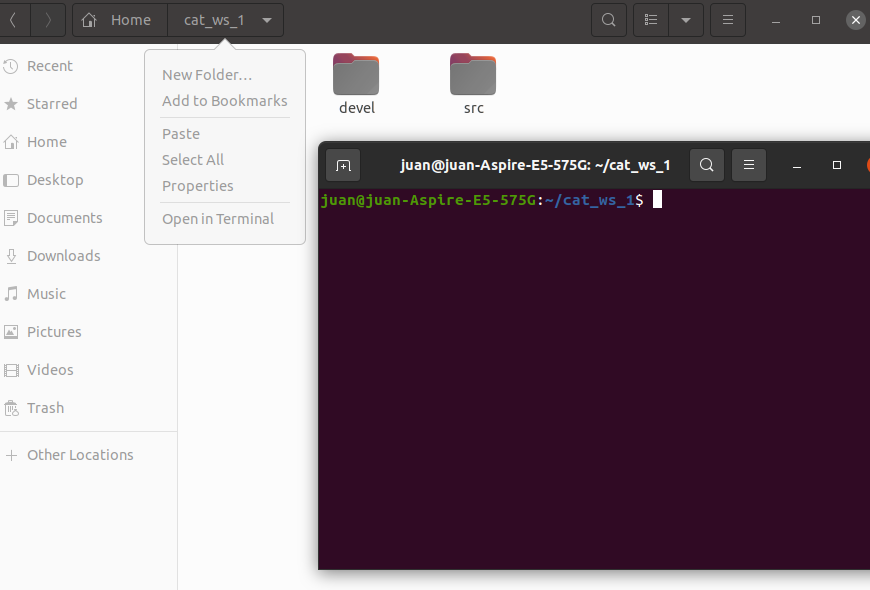 Home cat_ws_1
Recent
Starred
Home
Desktop
Documents
Downloads
Music
Pictures
Videos
Trash
Other Locations
New Folder…
Add to Bookmarks
Paste
Select All
Properties
Open in Terminal
devel src
juan@juan-Aspire-E5-575G: ~/cat_ws_1
juan@juan-Aspire-E5-575G:~/cat_ws_1$